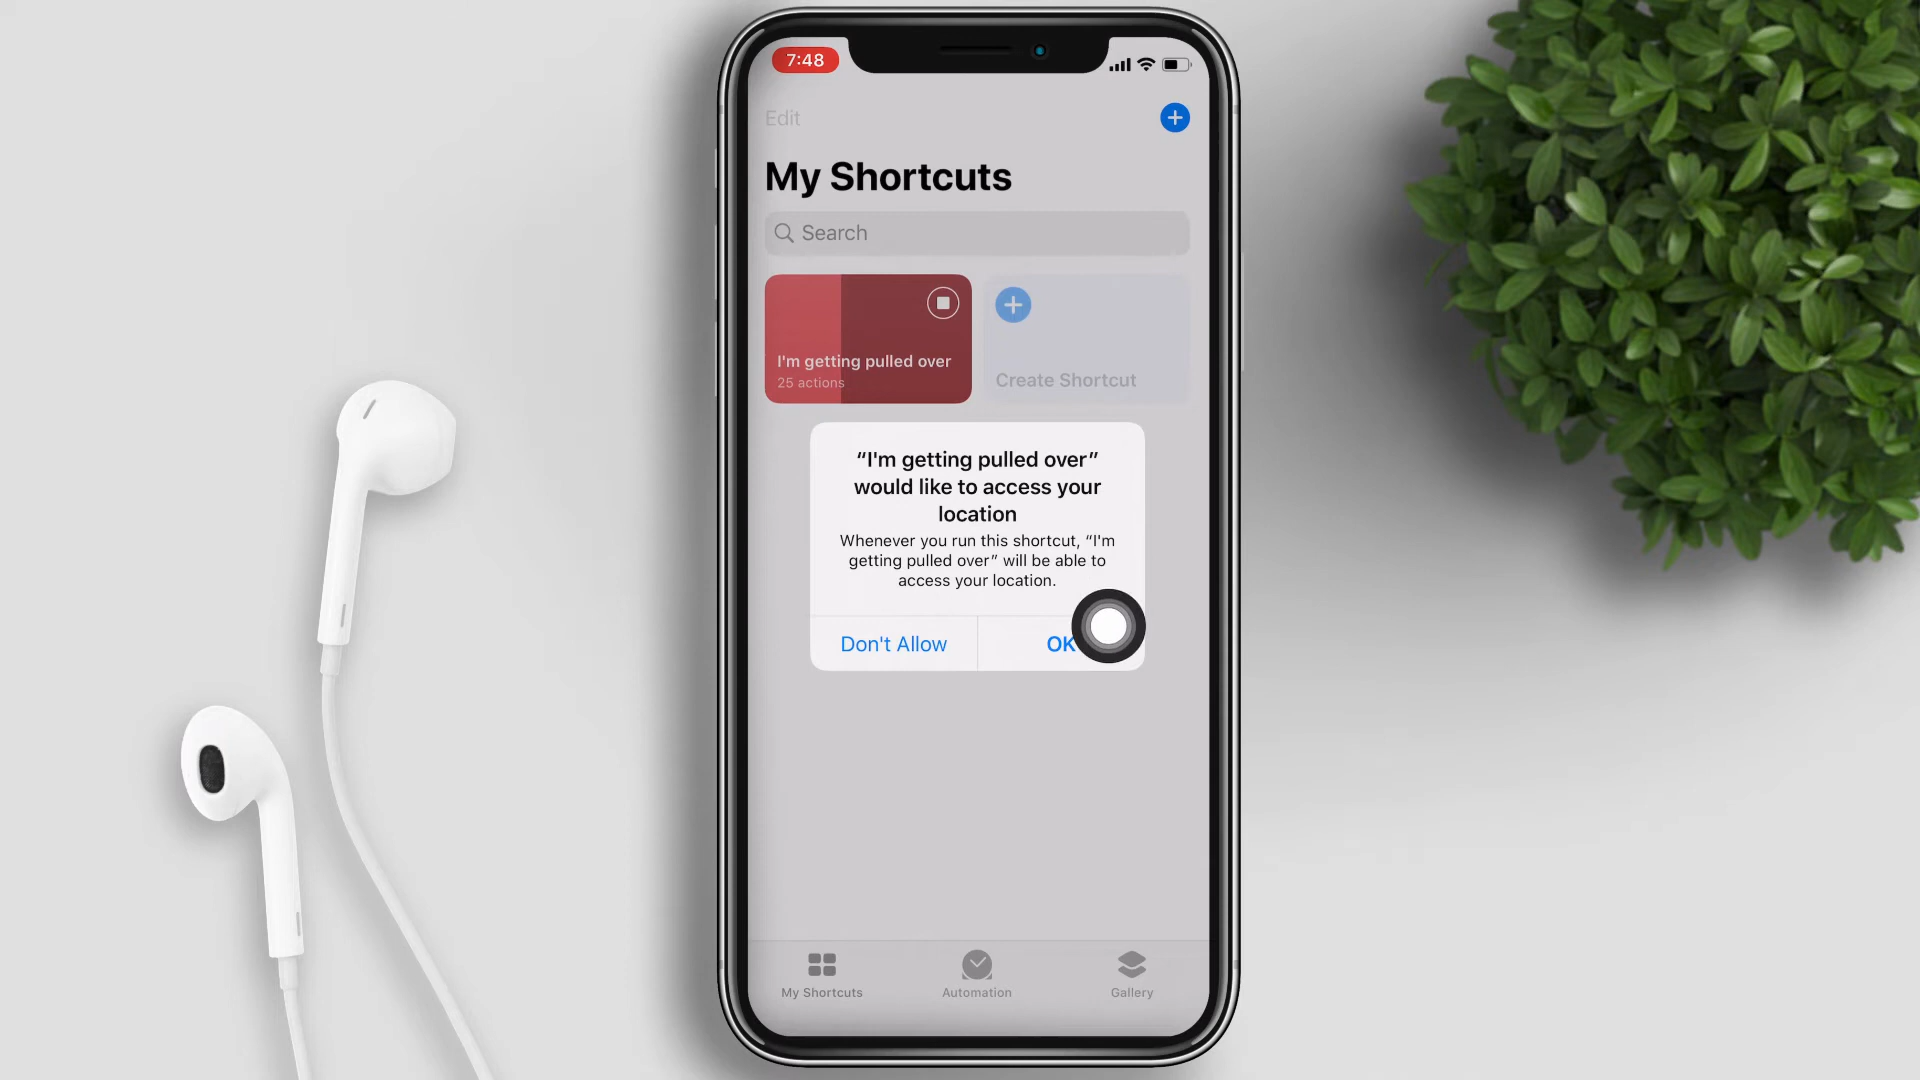 7:48
Edit
My Shortcuts
Search
I'm getting pulled over
25 actions
Create Shortcut
“I'm getting pulled over”
would like to access your
location
Whenever you run this shortcut, “I'm
getting pulled over” will be able to
access your location.
Don't Allow
OK
My Shortcuts
Automation
Gallery